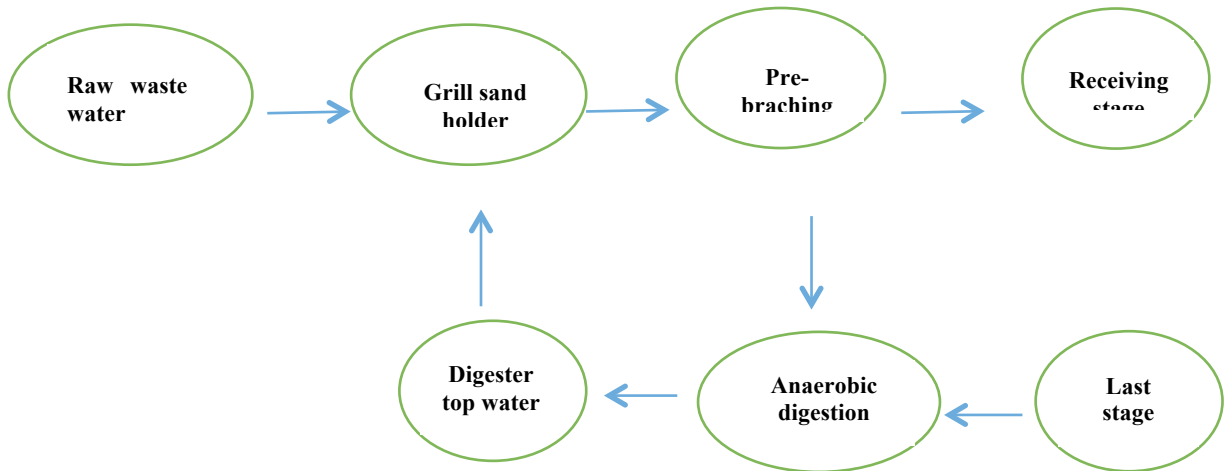 Raw waste
water
Grill sand
holder
Pre-
braching
Receiving
stage
Digester
top water
Anaerobic
digestion
Last
stage